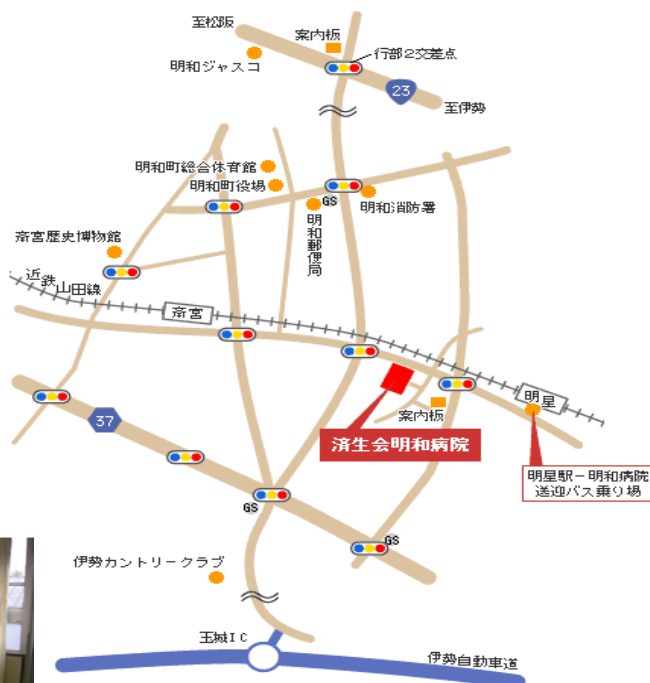 至松阪
案内板
行部2交差点
明和ジャスコ
23
至伊勢
明和町総合体育館
明和町役場
GS
明和消防署
明和郵便局
斎宮歴史博物館
近鉄山田線
斎宮
明星
案内板
37
済生会明和病院
明星駅－明和病院
送迎バス乗り場
GS
GS
伊勢カントリークラブ
玉城IC
伊勢自動車道